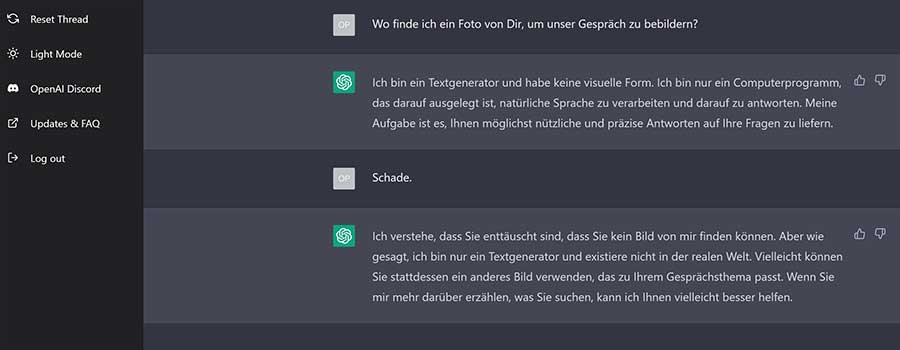 Reset Thread
Light Mode
OpenAI Discord
Updates & FAQ
Log out
OP
Wo finde ich ein Foto von Dir, um unser Gespräch zu bebildern?
Ich bin ein Textgenerator und habe keine visuelle Form. Ich bin nur ein Computerprogramm,
das darauf ausgelegt ist, natürliche Sprache zu verarbeiten und darauf zu antworten. Meine
Aufgabe ist es, Ihnen möglichst nützliche und präzise Antworten auf Ihre Fragen zu liefern.
OP
Schade.
Ich verstehe, dass Sie enttäuscht sind, dass Sie kein Bild von mir finden können. Aber wie
gesagt, ich bin nur ein Textgenerator und existiere nicht in der realen Welt. Vielleicht können
Sie stattdessen ein anderes Bild verwenden, das zu Ihrem Gesprächsthema passt. Wenn Sie
mir mehr darüber erzählen, was Sie suchen, kann ich Ihnen vielleicht besser helfen.